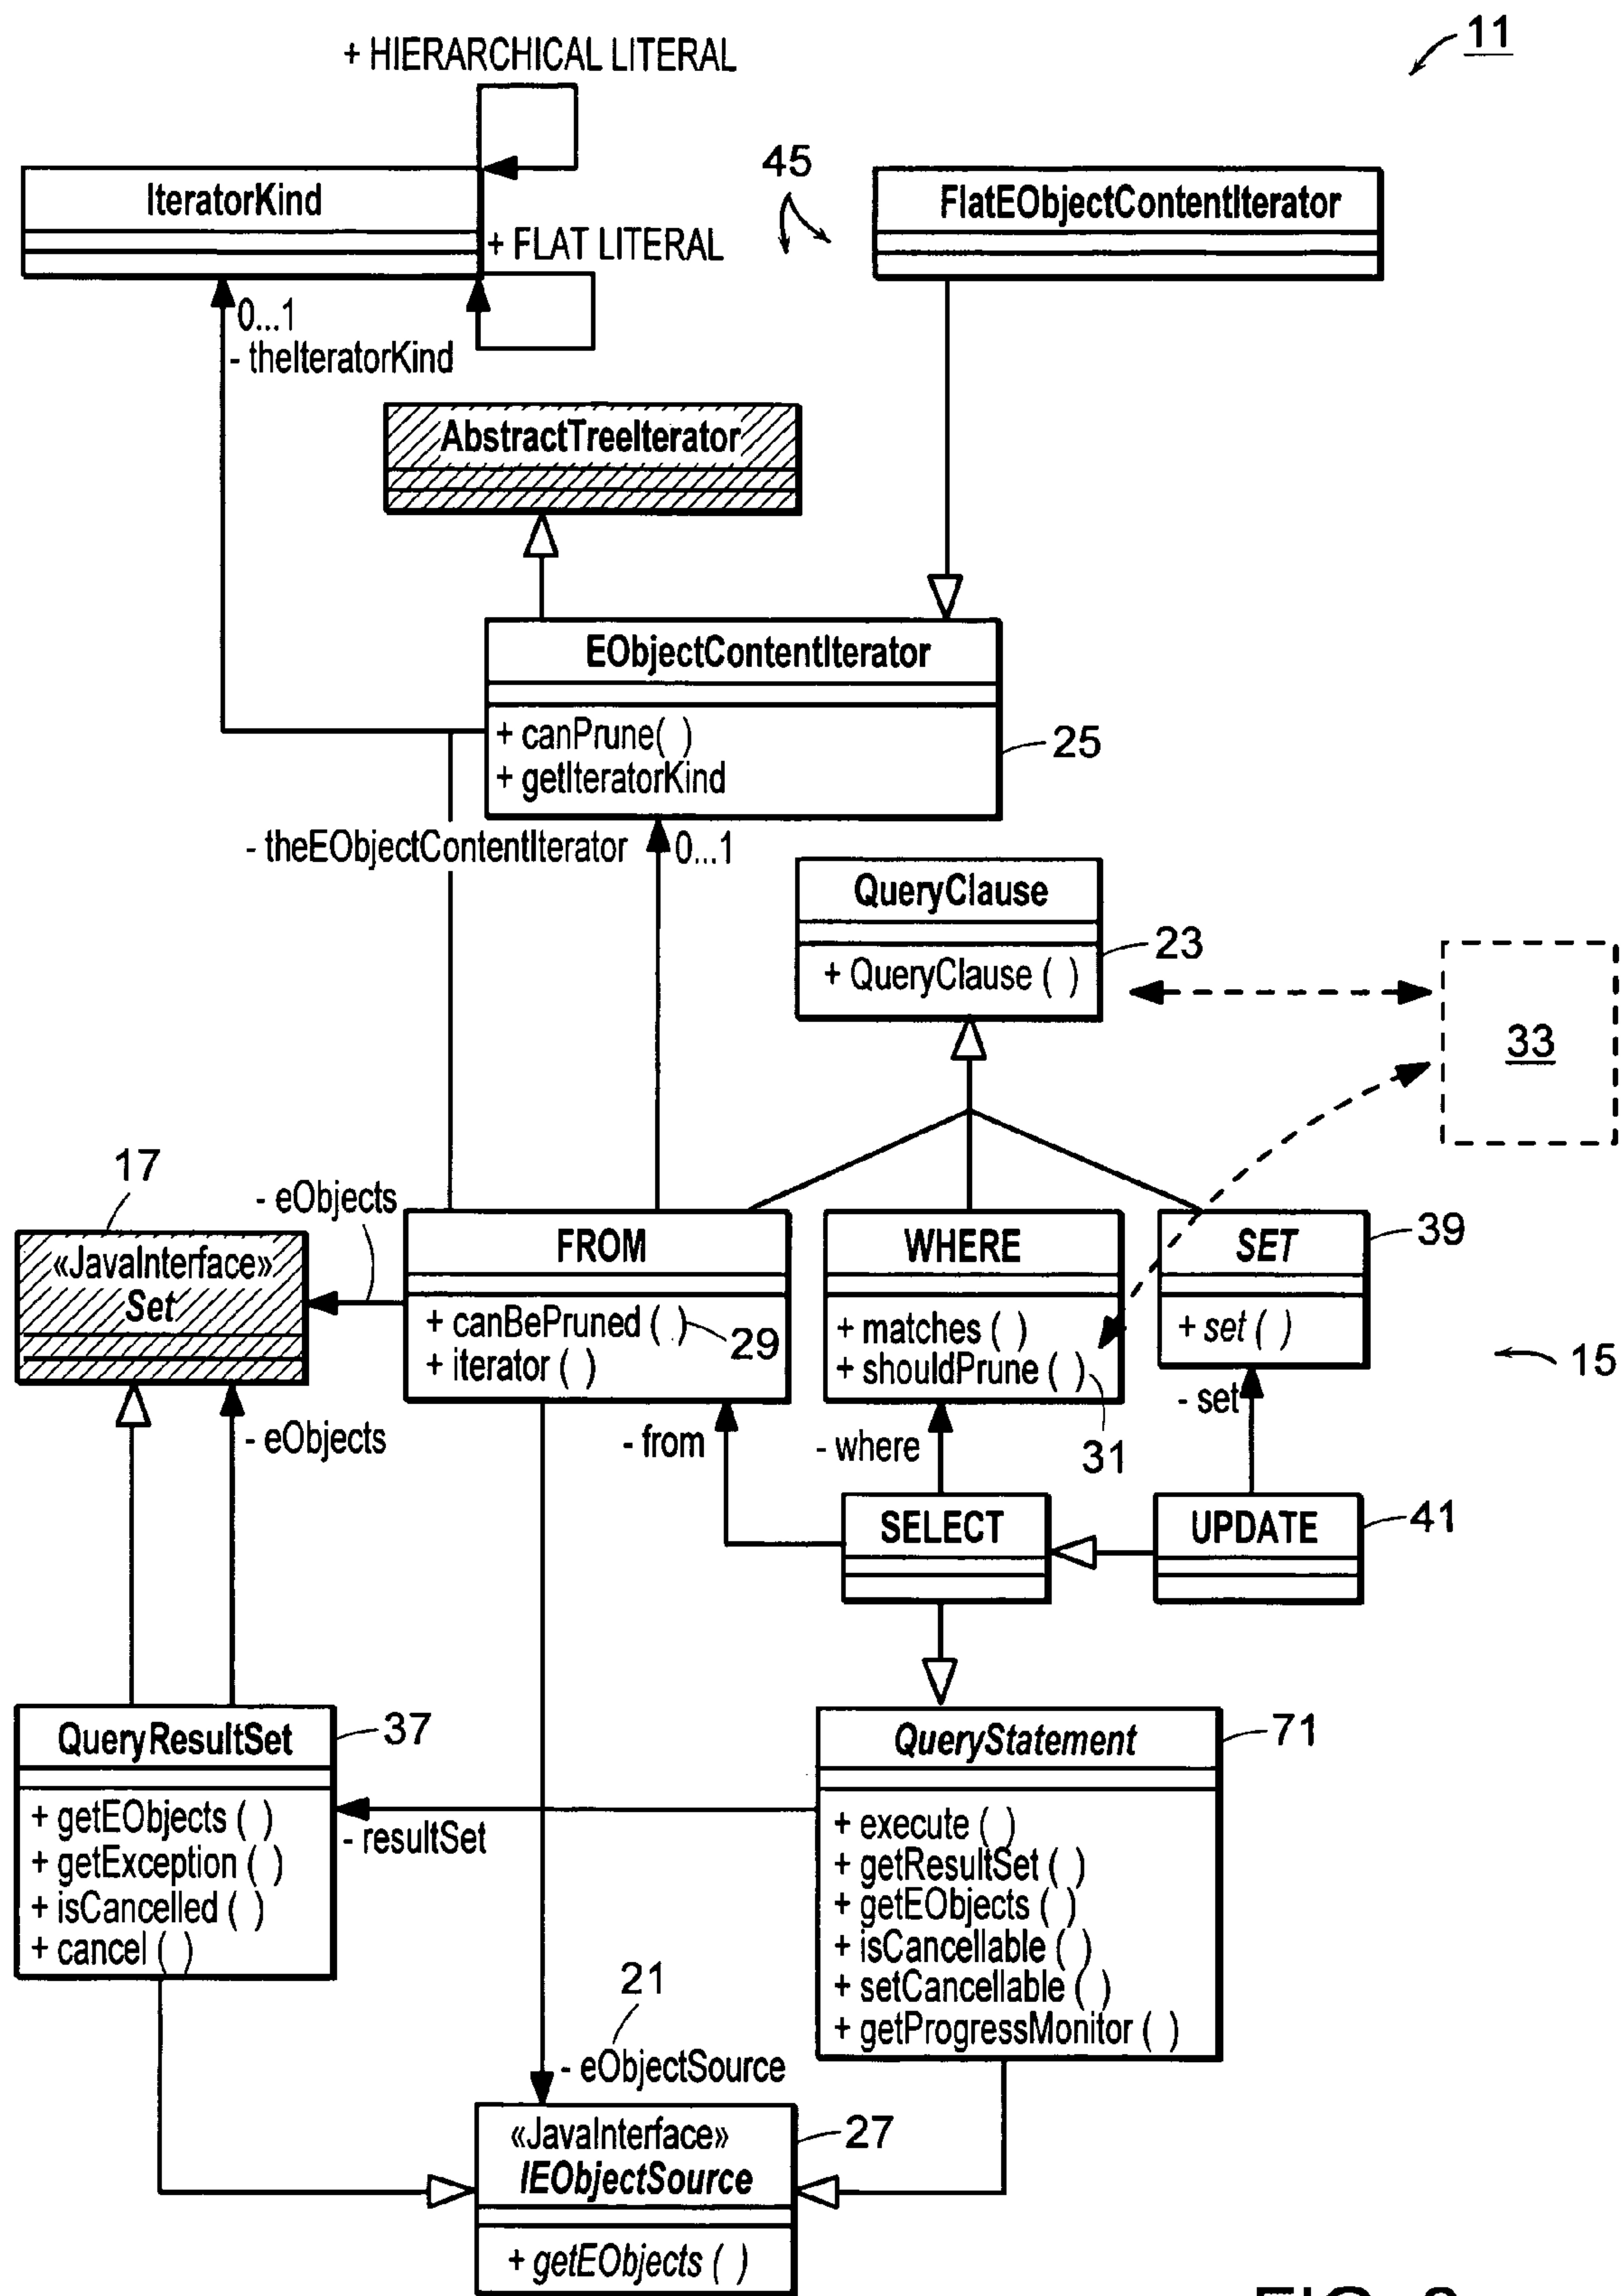 11
+ HIERARCHICAL LITERAL
45
IteratorKind
FlatEObjectContentIterator
+ FLAT LITERAL
0...1
- theIteratorKind
AbstractTreeIterator
EObjectContentIterator
+ canPrune( )
+ getIteratorKind
25
- theEObjectContentIterator
0...1
QueryClause
+ QueryClause ( )
23
33
17
- eObjects
«JavaInterface»
Set
FROM
+ canBePruned ( )
+ iterator ( )
29
WHERE
+ matches ( )
+ shouldPrune ( )
31
SET
+ set ( )
39
15
- eObjects
- from
- where
- set
SELECT
UPDATE
41
QueryResultSet
37
+ getEObjects ( )
+ getException ( )
+ isCancelled ( )
+ cancel ( )
- resultSet
QueryStatement
71
+ execute ( )
+ getResultSet ( )
+ getEObjects ( )
+ isCancellable ( )
+ setCancellable ( )
+ getProgressMonitor ( )
21
- eObjectSource
«JavaInterface»
IEObjectSource
27
+ getEObjects ( )